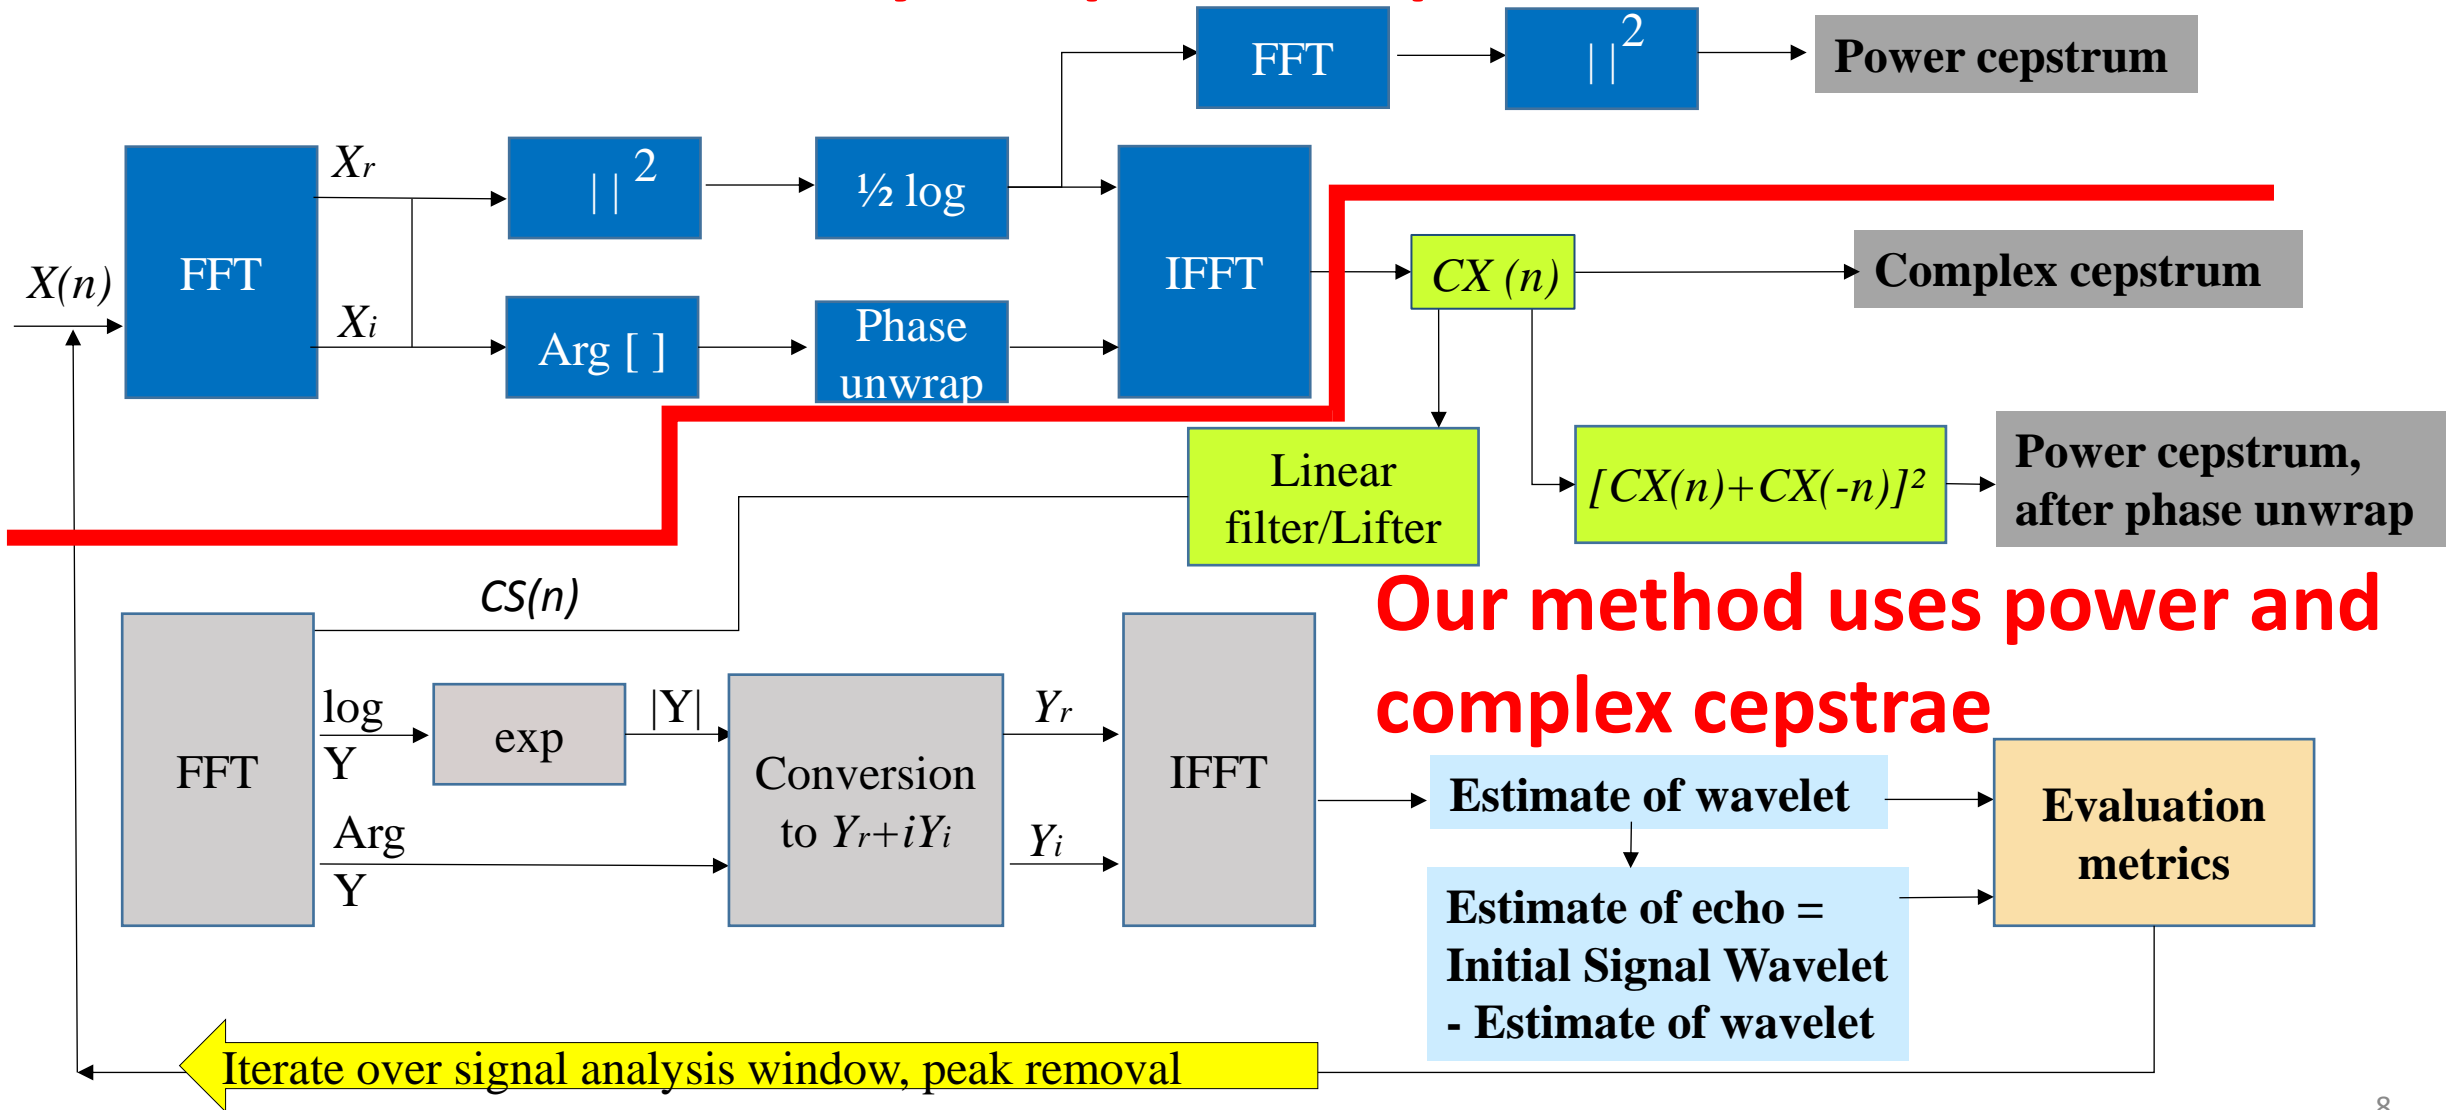 FFT
| |²
Power cepstrum
X(n)
FFT
Xr
Xi
| |²
½ log
Arg [ ]
Phase
unwrap
IFFT
CX (n)
Complex cepstrum
Linear
filter/Lifter
[CX(n)+CX(-n)]²
Power cepstrum,
after phase unwrap
CS(n)
Our method uses power and
complex cepstrae
FFT
log
Y
exp
|Y|
Arg
Y
Conversion
to Yr+iYi
Yr
Yi
IFFT
Estimate of wavelet
Estimate of echo =
Initial Signal Wavelet
- Estimate of wavelet
Evaluation
metrics
Iterate over signal analysis window, peak removal
8